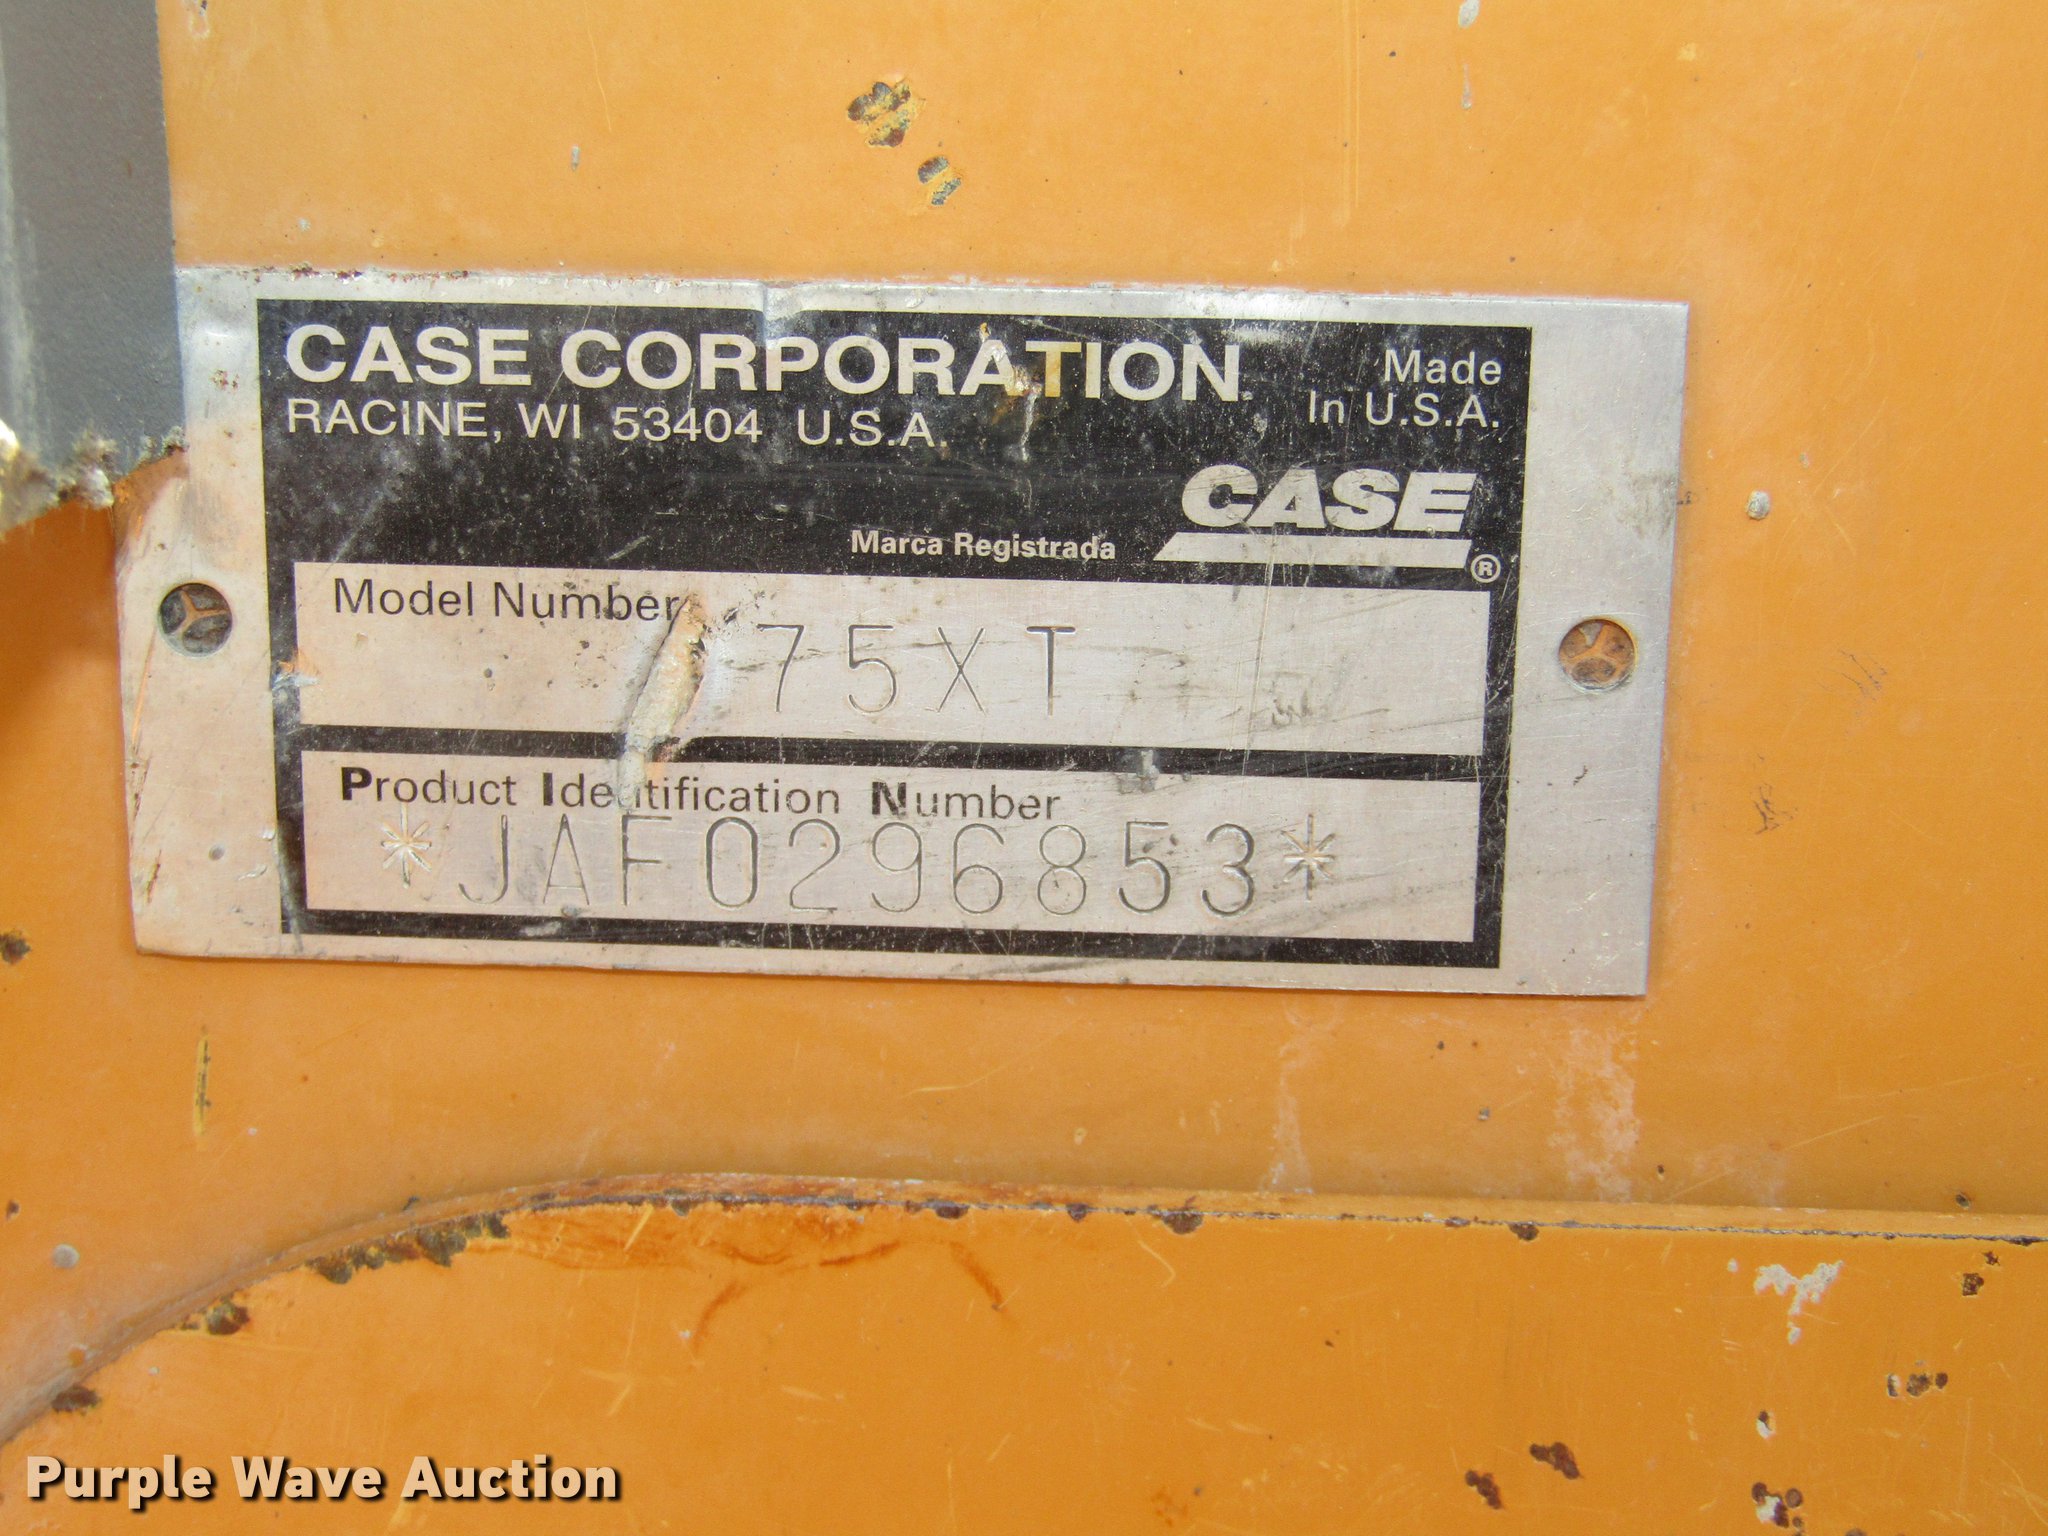 CASE CORPORATION
RACINE, WI 53404 U.S.A.
Made
In U.S.A.
CASE
Marca Registrada ®
Model Number
75XT
Product Identification Number
*JAF0296853*
Purple Wave Auction